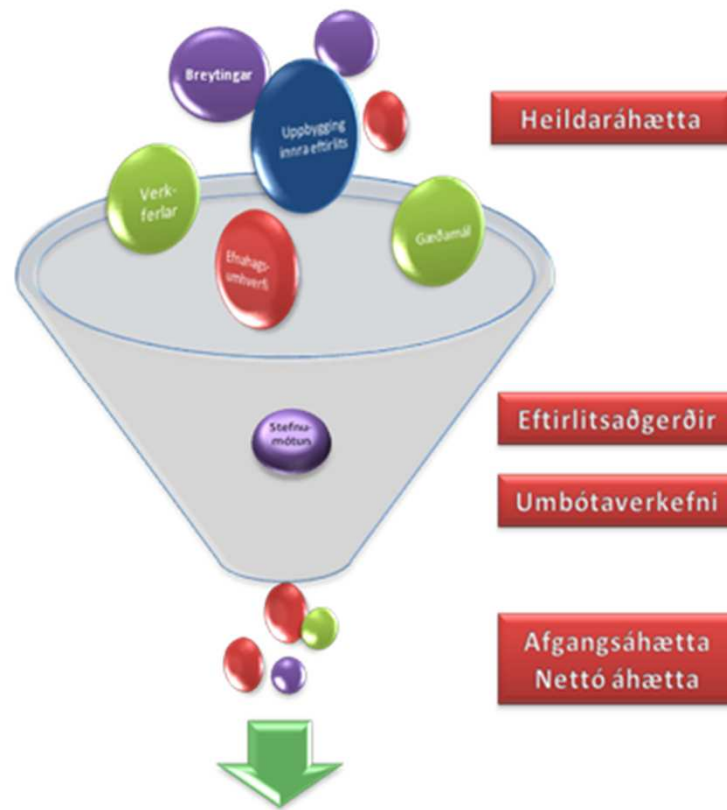 Breytingar
Uppbygging
innra eftirlits
Heildaráhætta
Verk-
ferlar
Efnahags-
umhverfi
Gæðamál
Stefnu-
mótun
Eftirlitsaðgerðir
Umbótaverkefni
Afgangsáhætta
Nettó áhætta